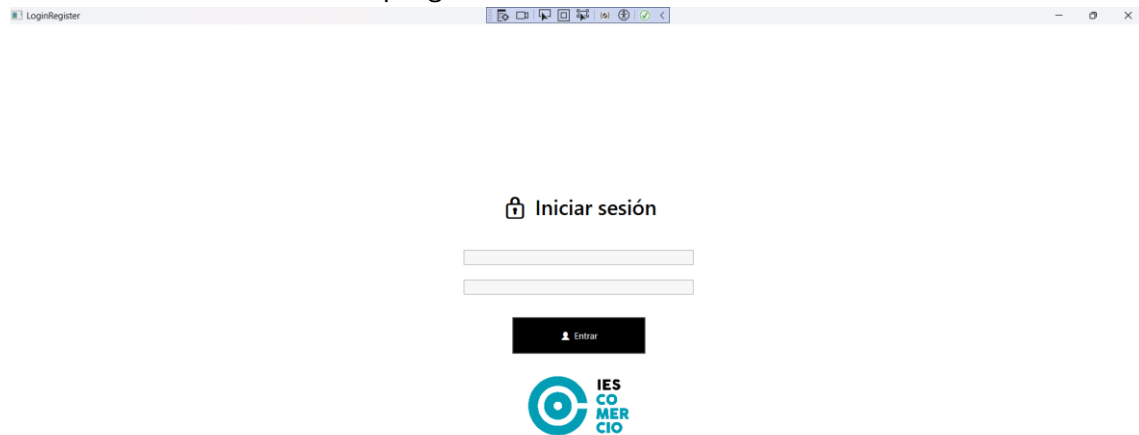 LoginRegister
Iniciar sesión
Entrar
IES
CO
MER
CIO